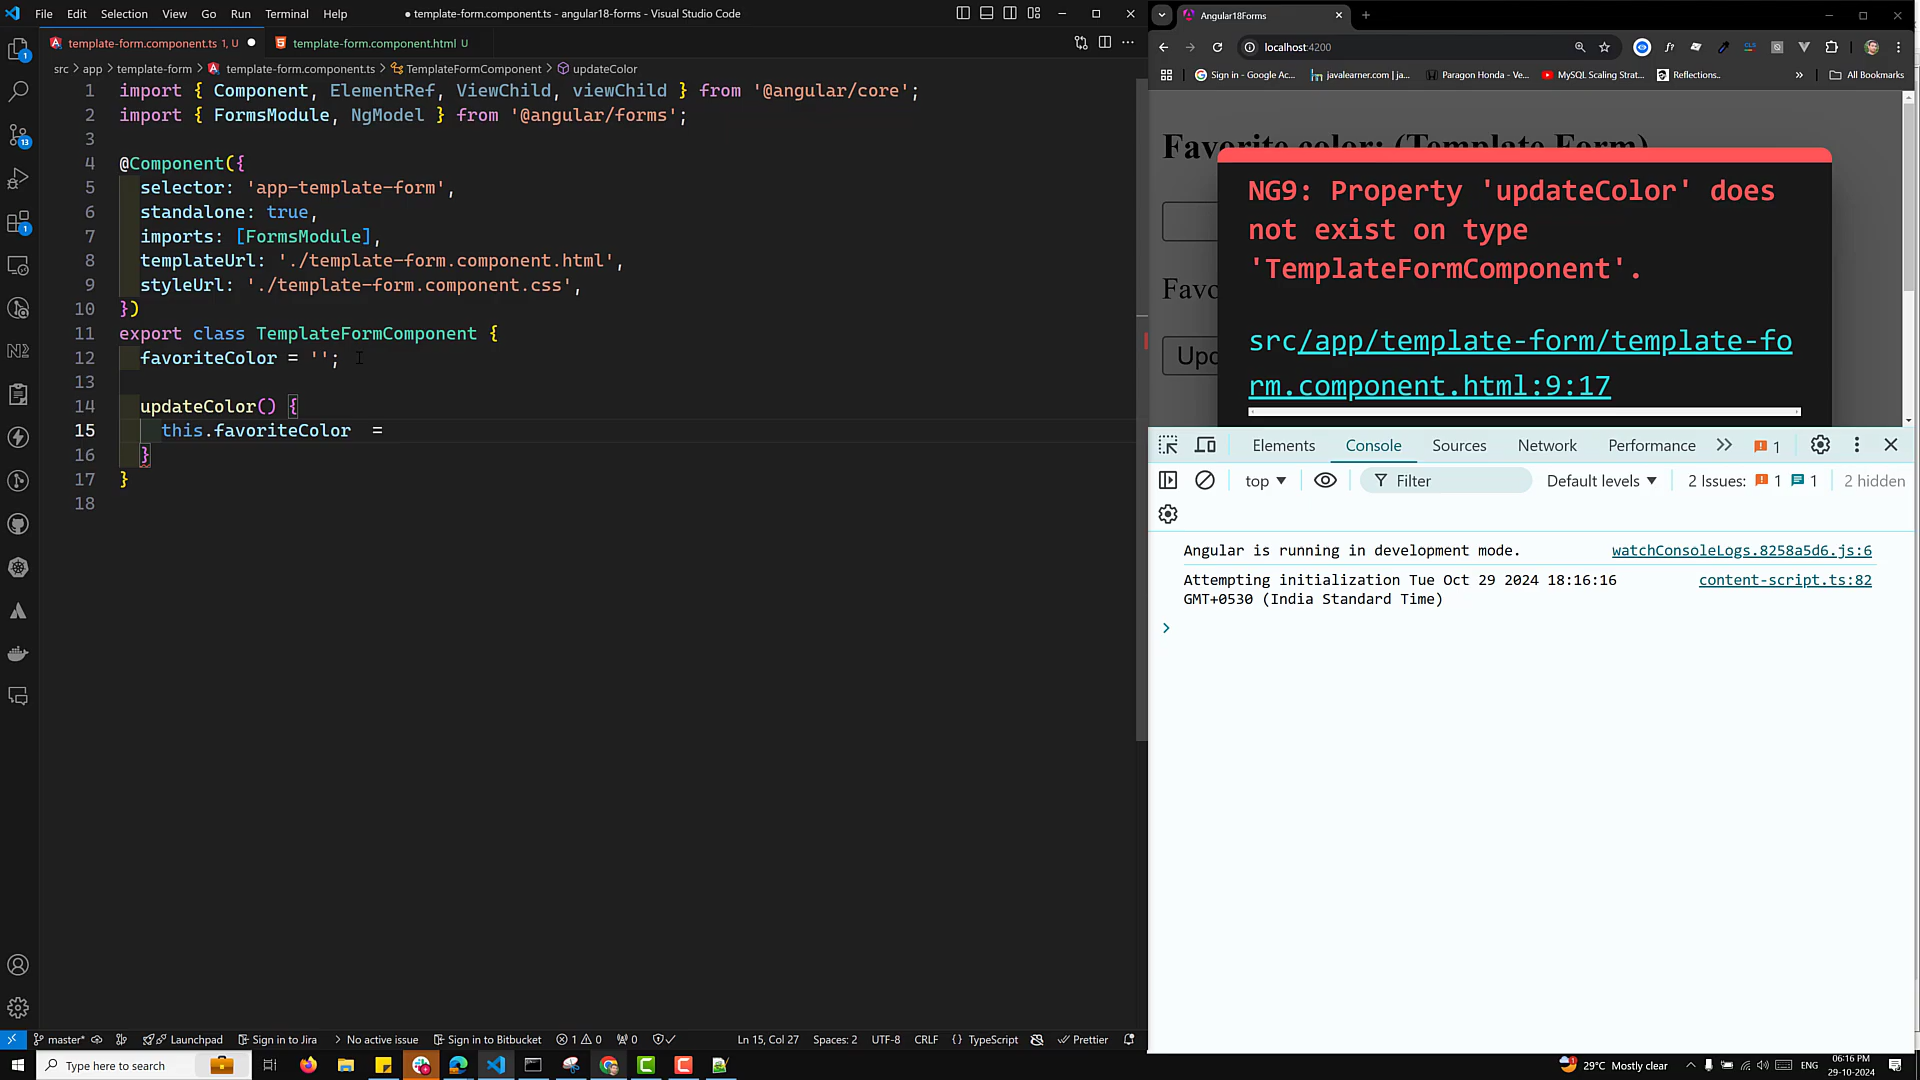 File Edit Selection View Go Run Terminal Help
● template-form.component.ts - angular18-forms - Visual Studio Code
template-form.component.ts 1, U ●
template-form.component.html U
src > app > template-form > template-form.component.ts > TemplateFormComponent > updateColor
1 import { Component, ElementRef, ViewChild, viewChild } from '@angular/core';
2 import { FormsModule, NgModel } from '@angular/forms';
3
4 @Component({
5 selector: 'app-template-form',
6 standalone: true,
7 imports: [FormsModule],
8 templateUrl: './template-form.component.html',
9 styleUrl: './template-form.component.css',
10 })
11 export class TemplateFormComponent {
12 favoriteColor = '';
13
14 updateColor() {
15 this.favoriteColor  =
16 }
17 }
18
master* Launchpad Sign in to Jira No active issue Sign in to Bitbucket 1 0 0 Ln 15, Col 27 Spaces: 2 UTF-8 CRLF {} TypeScript Prettier
Angular18Forms
localhost:4200
Sign in - Google Ac... javalearner.com | ja... Paragon Honda - Ve... MySQL Scaling Strat... Reflections.. » All Bookmarks
Favorite color: (Template Form)
Favo
Upd
NG9: Property 'updateColor' does
not exist on type
'TemplateFormComponent'.
src/app/template-form/template-fo
rm.component.html:9:17
Elements Console Sources Network Performance » 1
top ▼ Filter Default levels ▼ 2 Issues: 1 1 2 hidden
Angular is running in development mode. watchConsoleLogs.8258a5d6.js:6
Attempting initialization Tue Oct 29 2024 18:16:16 content-script.ts:82
GMT+0530 (India Standard Time)
>
Type here to search
29°C Mostly clear ENG 06:16 PM
29-10-2024